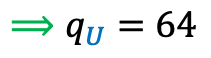 ⟹ q_U = 64